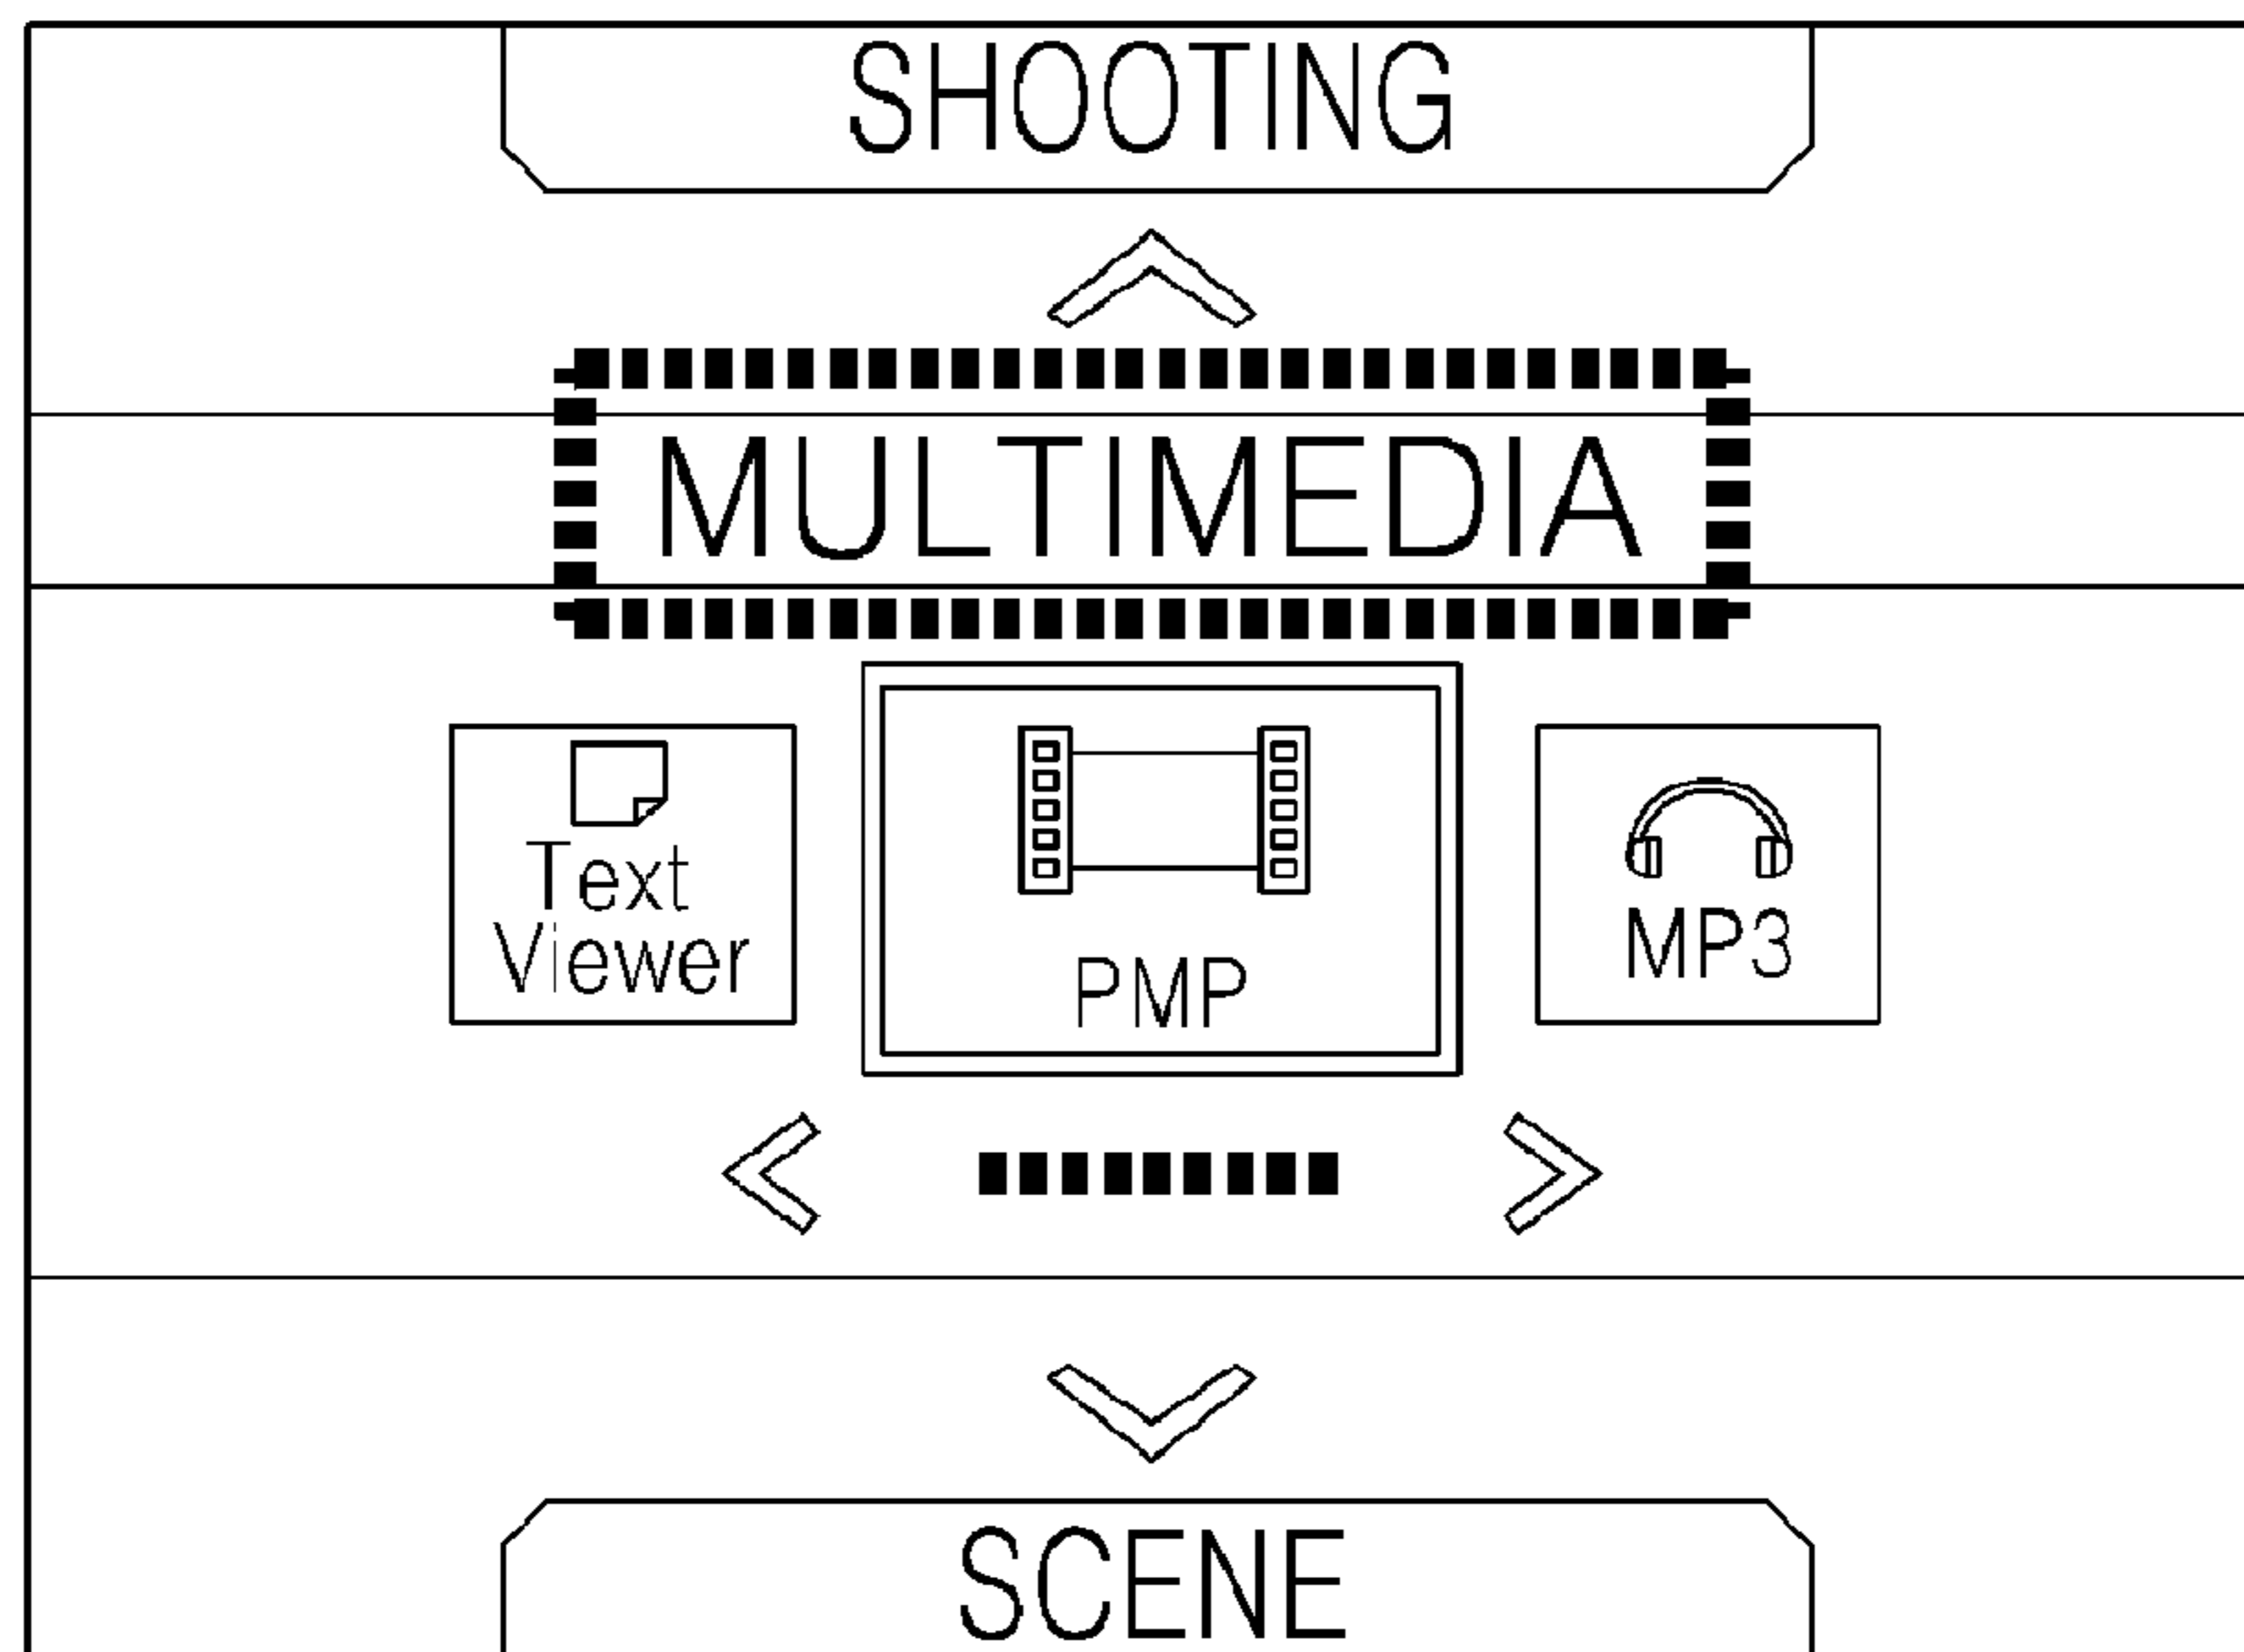 SHOOTING
MULTIMEDIA
Text
Viewer
PMP
MP3
SCENE